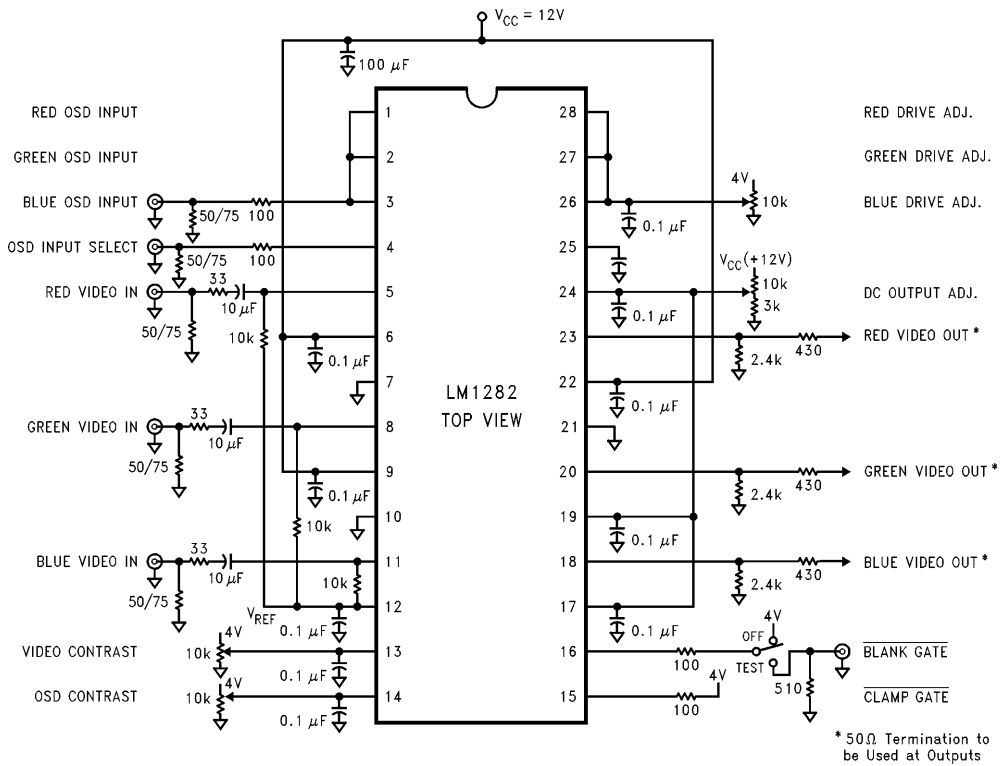 V_CC = 12V
100 μF
RED OSD INPUT
1
28
RED DRIVE ADJ.
GREEN OSD INPUT
2
27
GREEN DRIVE ADJ.
BLUE OSD INPUT
50/75
100
3
26
0.1 μF
4V
10k
BLUE DRIVE ADJ.
OSD INPUT SELECT
50/75
100
4
25
V_CC(+12V)
RED VIDEO IN
33
10 μF
50/75
5
24
0.1 μF
10k
3k
DC OUTPUT ADJ.
10k
0.1 μF
6
23
2.4k
430
RED VIDEO OUT*
7
22
0.1 μF
LM1282
TOP VIEW
GREEN VIDEO IN
33
10 μF
50/75
8
21
9
0.1 μF
20
2.4k
430
GREEN VIDEO OUT*
10k
10
19
0.1 μF
BLUE VIDEO IN
33
10 μF
50/75
10k
11
18
2.4k
430
BLUE VIDEO OUT*
V_REF
0.1 μF
12
17
0.1 μF
VIDEO CONTRAST
4V
10k
0.1 μF
13
16
100
4V
OFF
TEST
510
BLANK GATE
OSD CONTRAST
4V
10k
0.1 μF
14
15
100
4V
CLAMP GATE
*50Ω Termination to
be Used at Outputs